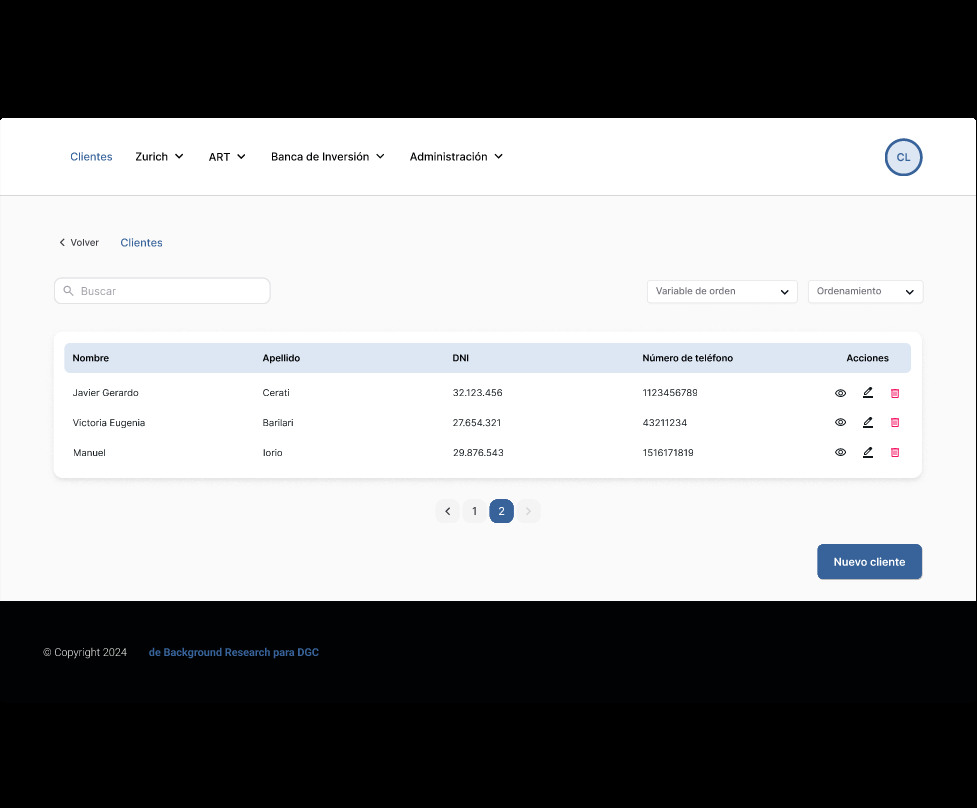 Clientes Zurich ART Banca de Inversión Administración CL
Volver Clientes
Buscar Variable de orden Ordenamiento
Nombre Apellido DNI Número de teléfono Acciones
Javier Gerardo Cerati 32.123.456 1123456789
Victoria Eugenia Barilari 27.654.321 43211234
Manuel Iorio 29.876.543 1516171819
1 2
Nuevo cliente
© Copyright 2024 de Background Research para DGC